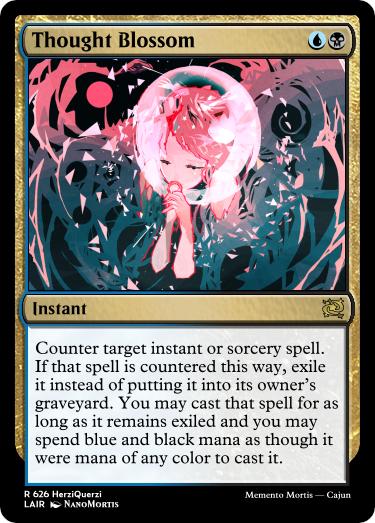 Thought Blossom
Instant
Counter target instant or sorcery spell.
If that spell is countered this way, exile
it instead of putting it into its owner's
graveyard. You may cast that spell for as
long as it remains exiled and you may
spend blue and black mana as though it
were mana of any color to cast it.
R 626 HerziQuerzi
LAIR NanoMortis
Memento Mortis — Cajun